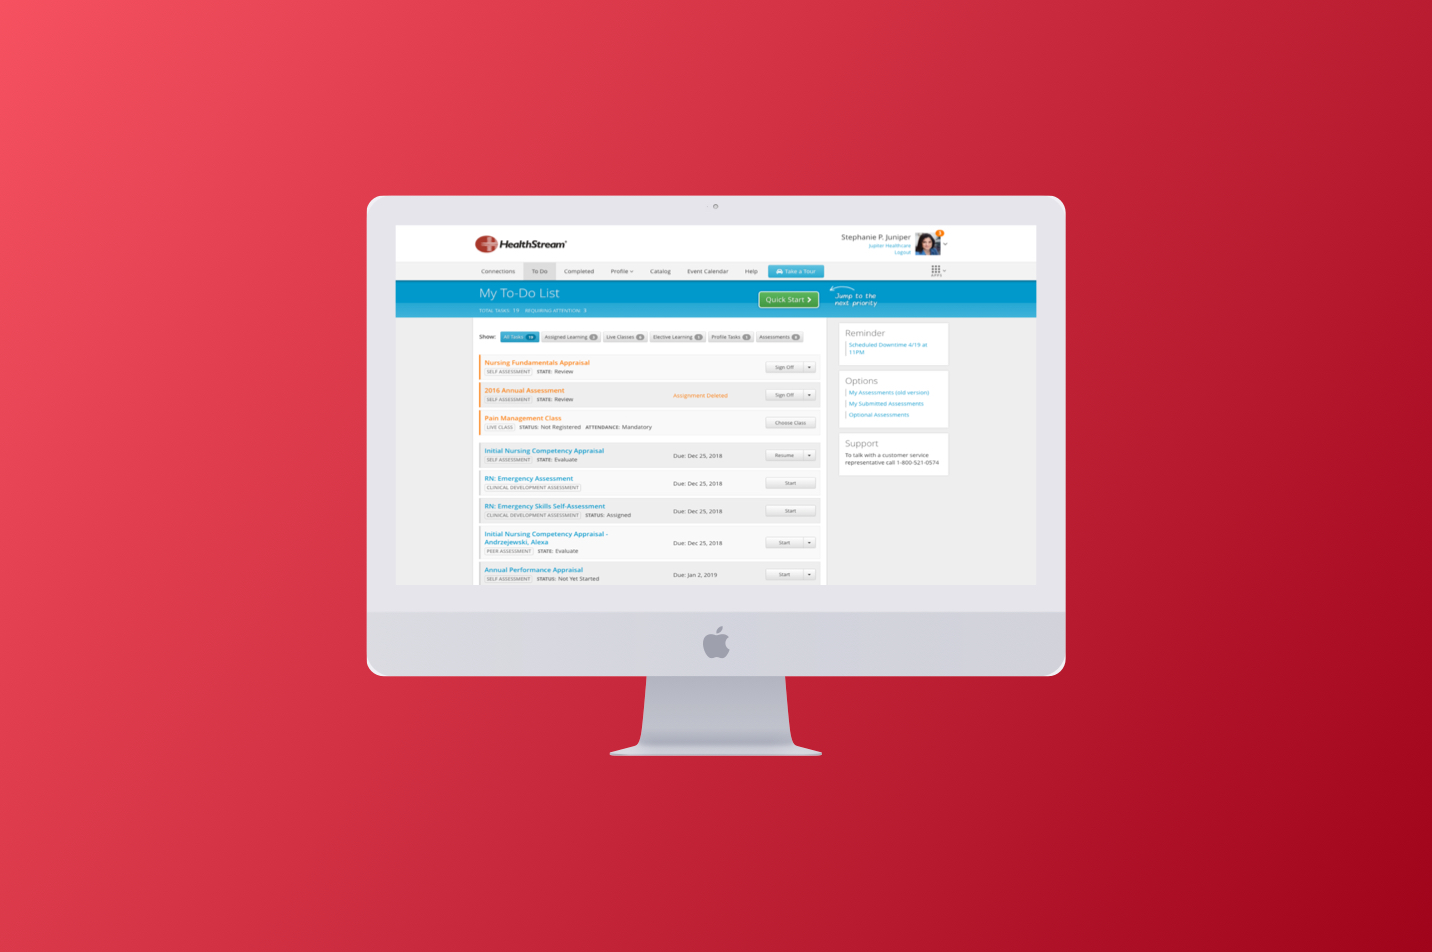 HealthStream
Stephanie P. Juniper
Jupiter Healthcare
Logout
Connections To Do Completed Profile Catalog Event Calendar Help Take a Tour
My To-Do List
TOTAL TASKS: 19 REQUIRING ATTENTION: 3
Quick Start
Jump to the
next priority
Show: All Tasks 19 Assigned Learning Live Classes Elective Learning Profile Tasks Assessments
Nursing Fundamentals Appraisal
SELF ASSESSMENT STATE: Review
Sign Off
2016 Annual Assessment
SELF ASSESSMENT STATE: Review
Assignment Deleted
Sign Off
Pain Management Class
LIVE CLASS STATUS: Not Registered ATTENDANCE: Mandatory
Choose Class
Initial Nursing Competency Appraisal
SELF ASSESSMENT STATE: Evaluate
Due: Dec 25, 2018
Resume
RN: Emergency Assessment
CLINICAL DEVELOPMENT ASSESSMENT
Due: Dec 25, 2018
Start
RN: Emergency Skills Self-Assessment
CLINICAL DEVELOPMENT ASSESSMENT STATUS: Assigned
Due: Dec 25, 2018
Start
Initial Nursing Competency Appraisal -
Andrzejewski, Alexa
PEER ASSESSMENT STATE: Evaluate
Due: Dec 25, 2018
Start
Annual Performance Appraisal
SELF ASSESSMENT STATUS: Not Yet Started
Due: Jan 2, 2019
Start
Reminder
Scheduled Downtime 4/19 at
11PM
Options
My Assessments (old version)
My Submitted Assessments
Optional Assessments
Support
To talk with a customer service
representative call 1-800-521-0574